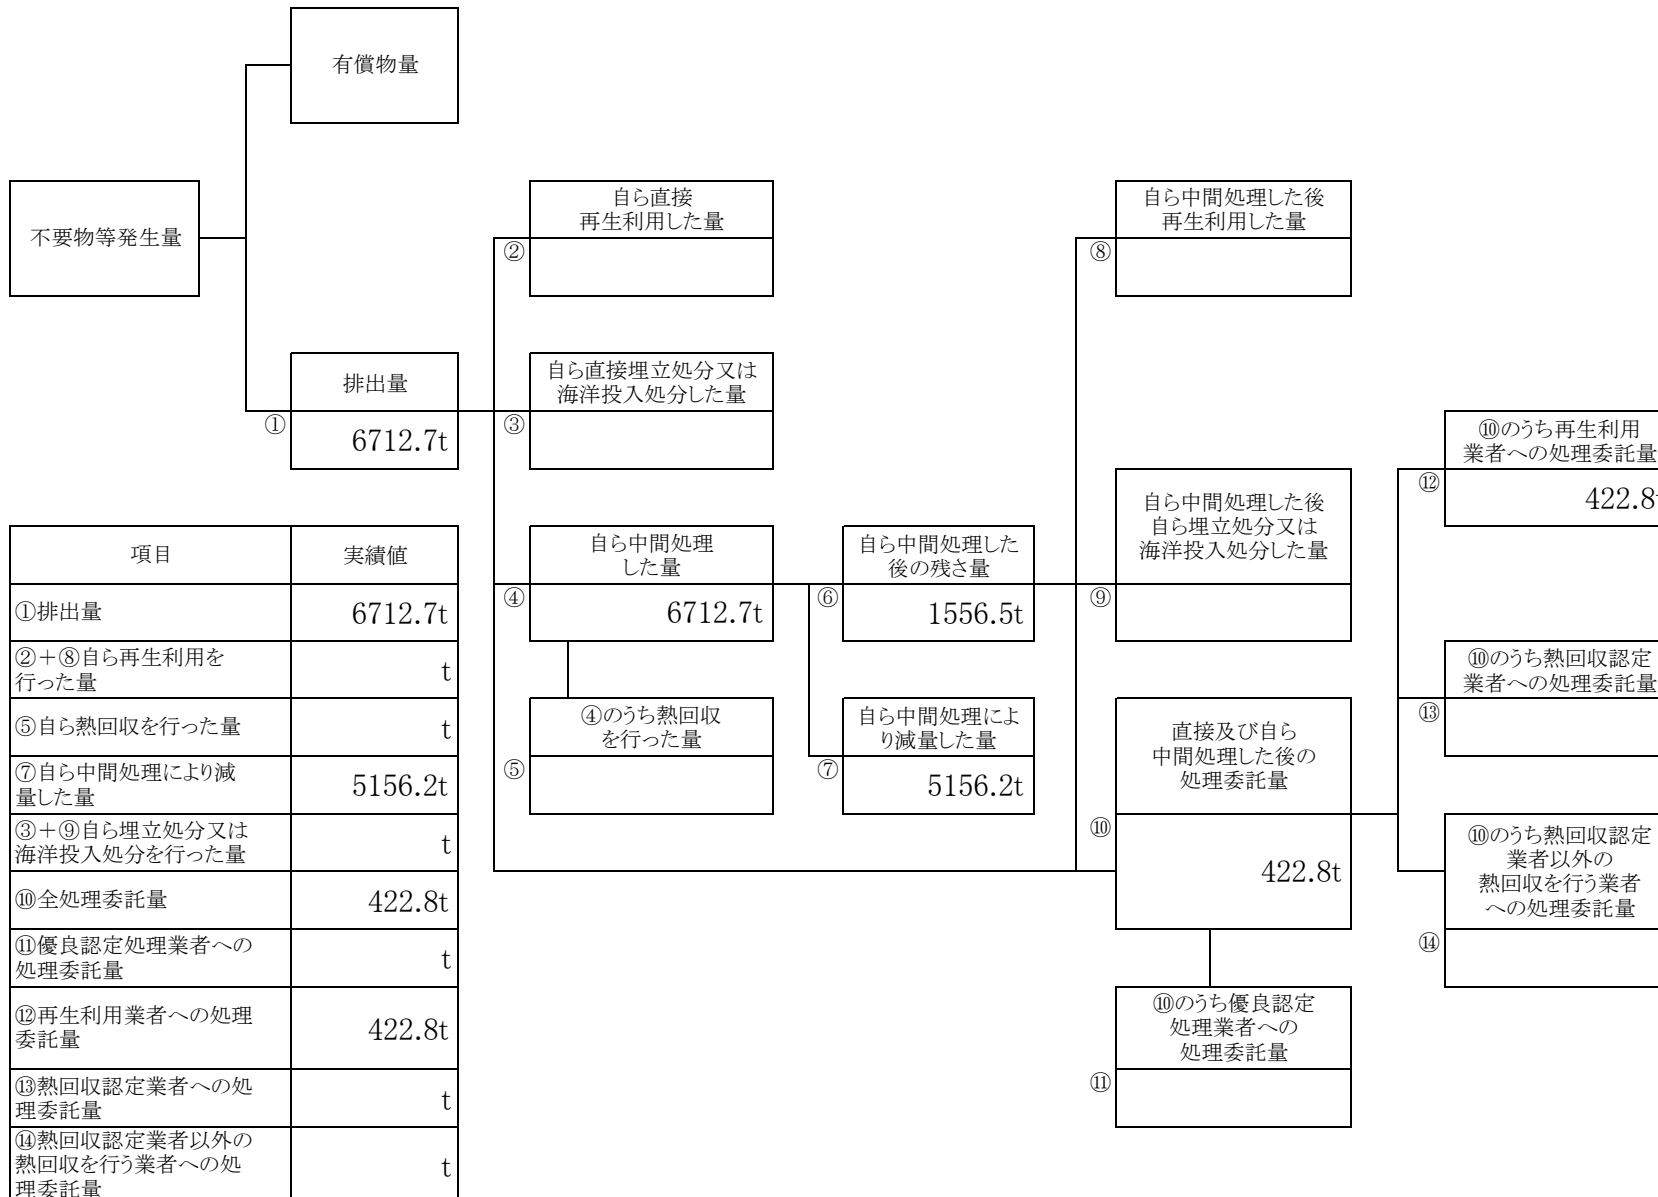 有償物量
不要物等発生量
自ら直接
再生利用した量
②
自ら中間処理した後
再生利用した量
⑧
排出量
①
6712.7t
自ら直接埋立処分又は
海洋投入処分した量
③
⑩のうち再生利用
業者への処理委託量
⑫
422.8t
自ら中間処理
した量
④
6712.7t
自ら中間処理した
後の残さ量
⑥
1556.5t
自ら中間処理した後
自ら埋立処分又は
海洋投入処分した量
⑨
⑩のうち熱回収認定
業者への処理委託量
⑬
④のうち熱回収
を行った量
⑤
自ら中間処理によ
り減量した量
⑦
5156.2t
直接及び自ら
中間処理した後の
処理委託量
⑩
422.8t
⑩のうち熱回収認定
業者以外の
熱回収を行う業者
への処理委託量
⑭
⑩のうち優良認定
処理業者への
処理委託量
⑪
項目 実績値
①排出量 6712.7t
②+⑧自ら再生利用を
行った量 t
⑤自ら熱回収を行った量 t
⑦自ら中間処理により減
量した量 5156.2t
③+⑨自ら埋立処分又は
海洋投入処分を行った量 t
⑩全処理委託量 422.8t
⑪優良認定処理業者への
処理委託量 t
⑫再生利用業者への処理
委託量 422.8t
⑬熱回収認定業者への処
理委託量 t
⑭熱回収認定業者以外の
熱回収を行う業者への処
理委託量 t